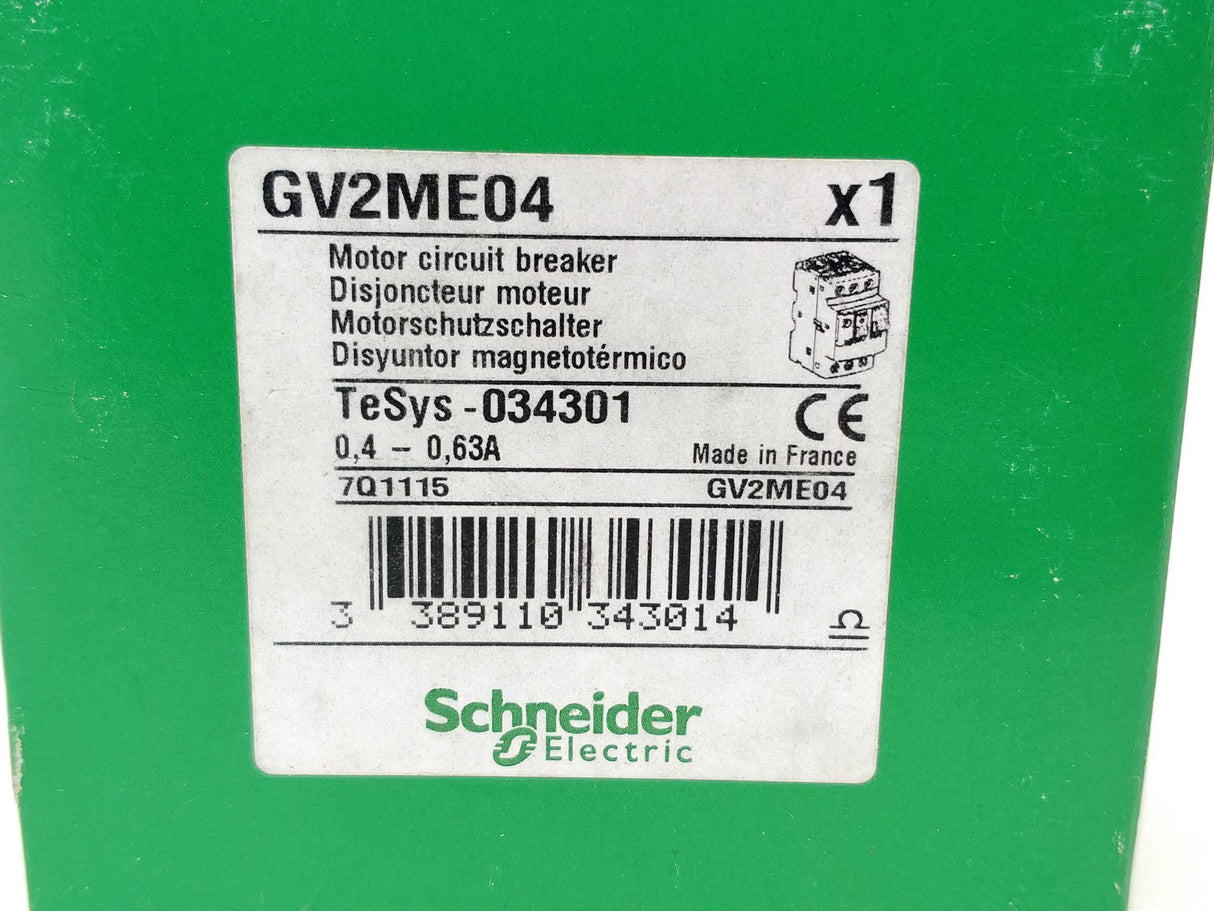 GV2ME04 x1
Motor circuit breaker
Disjoncteur moteur
Motorschutzschalter
Disyuntor magnetotérmico
TeSys -034301 CE
0,4 – 0,63A Made in France
7Q1115 GV2ME04
3 389110 343014
Schneider
Electric